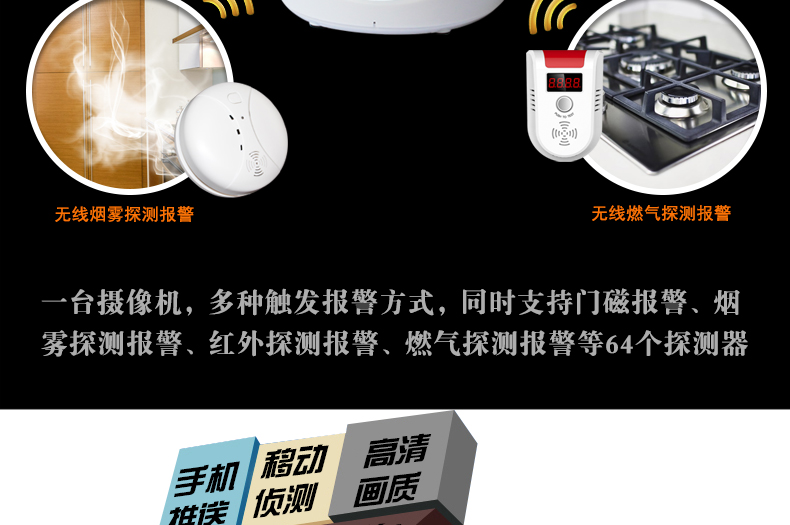 无线烟雾探测报警
无线燃气探测报警
一台摄像机，多种触发报警方式，同时支持门磁报警、烟
雾探测报警、红外探测报警、燃气探测报警等64个探测器
手机
推送
移动
侦测
高清
画质